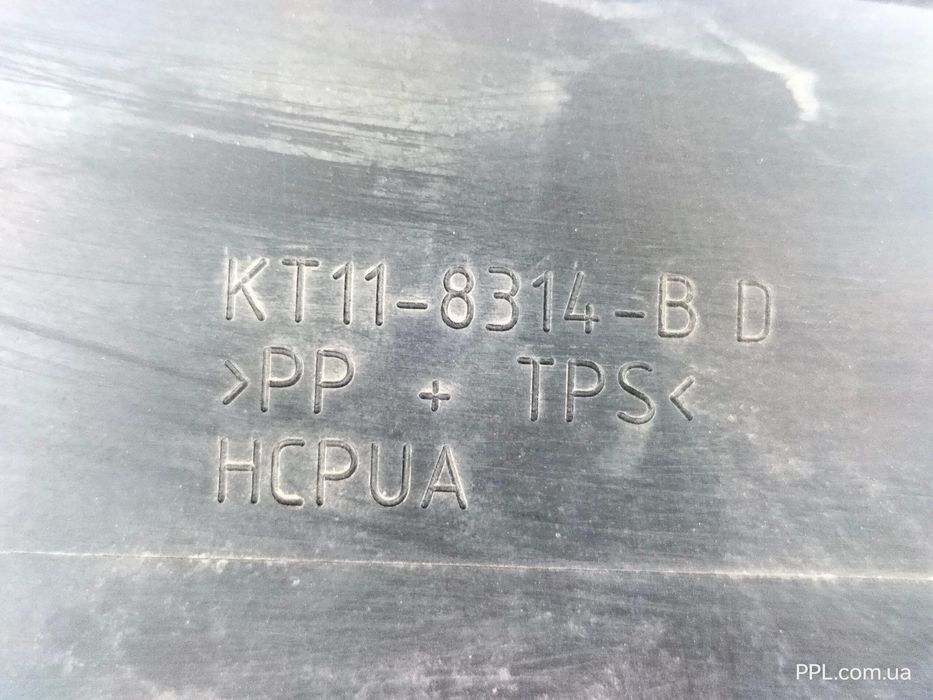 KT11-8314-B D
>PP + TPS<
HCPUA
PPL.com.ua